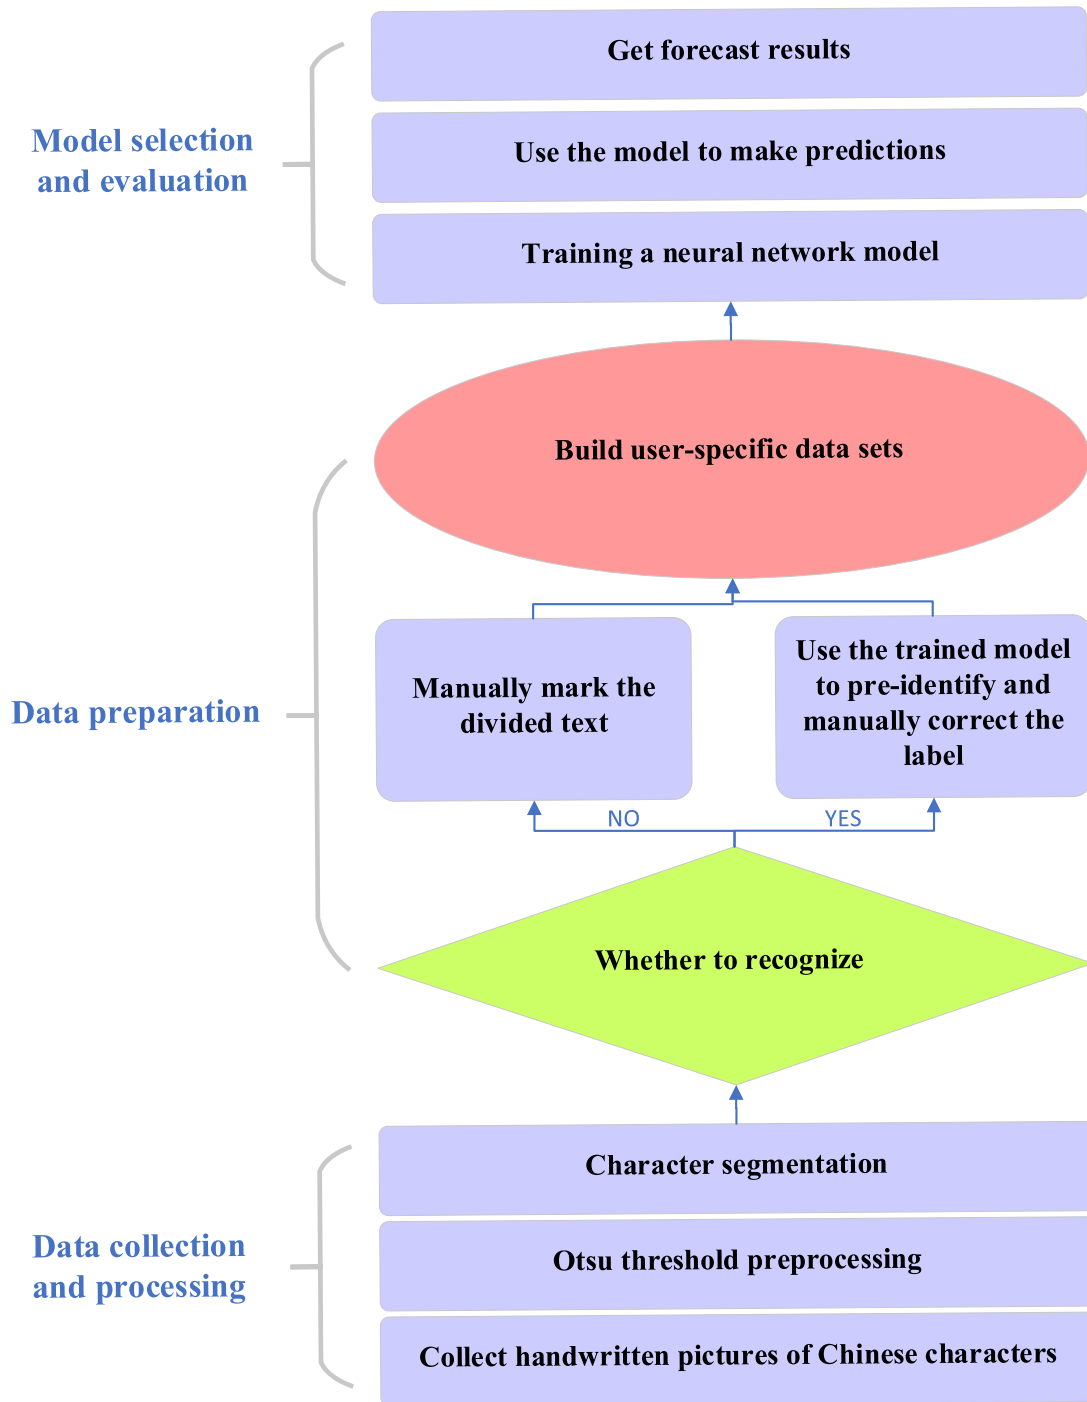 Get forecast results
Model selection
and evaluation
Use the model to make predictions
Training a neural network model
Build user-specific data sets
Data preparation
Manually mark the
divided text
Use the trained model
to pre-identify and
manually correct the
label
NO
YES
Whether to recognize
Character segmentation
Data collection
and processing
Otsu threshold preprocessing
Collect handwritten pictures of Chinese characters